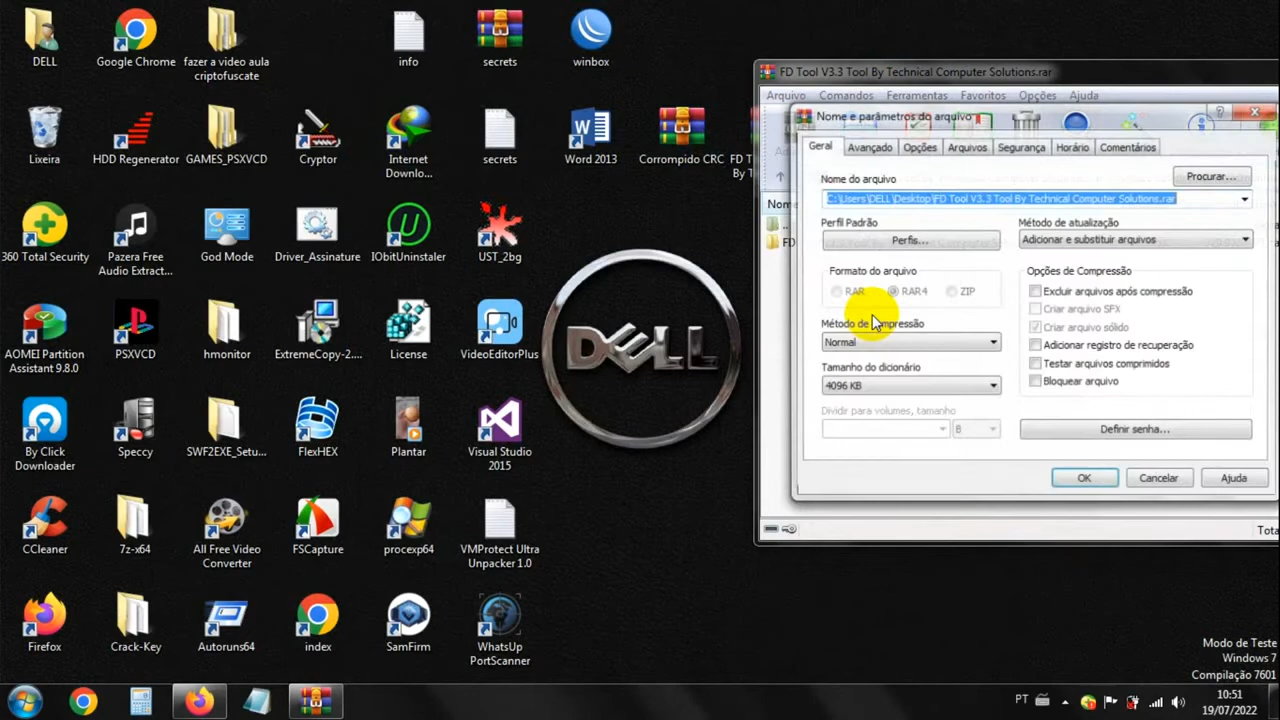 DELL
Google Chrome
fazer a video aula
criptofuscate
info
secrets
winbox
Lixeira
HDD Regenerator
GAMES_PSXVCD
Cryptor
Internet
Downlo...
secrets
Word 2013
Corrompido CRC
FD T
By T
360 Total Security
Pazera Free
Audio Extract...
God Mode
Driver_Assinature
IObitUninstaler
UST_2bg
AOMEI Partition
Assistant 9.8.0
PSXVCD
hmonitor
ExtremeCopy-2....
License
VideoEditorPlus
By Click
Downloader
Speccy
SWF2EXE_Setu...
FlexHEX
Plantar
Visual Studio
2015
CCleaner
7z-x64
All Free Video
Converter
FSCapture
procexp64
VMProtect Ultra
Unpacker 1.0
Firefox
Crack-Key
Autoruns64
index
SamFirm
WhatsUp
PortScanner
DELL
FD Tool V3.3 Tool By Technical Computer Solutions.rar
Arquivo Comandos Ferramentas Favoritos Opções Ajuda
Nome e parâmetros do arquivo
Geral Avançado Opções Arquivos Segurança Horário Comentários
Nome do arquivo
Procurar...
C:\Users\DELL\Desktop\FD Tool V3.3 Tool By Technical Computer Solutions.rar
Perfil Padrão
Perfis...
Método de atualização
Adicionar e substituir arquivos
Formato do arquivo
RAR RAR4 ZIP
Método de compressão
Normal
Tamanho do dicionário
4096 KB
Dividir para volumes, tamanho
B
Opções de Compressão
Excluir arquivos após compressão
Criar arquivo SFX
Criar arquivo sólido
Adicionar registro de recuperação
Testar arquivos comprimidos
Bloquear arquivo
Definir senha...
OK Cancelar Ajuda
Nome
FD
Tota
Modo de Teste
Windows 7
Compilação 7601
PT
10:51
19/07/2022